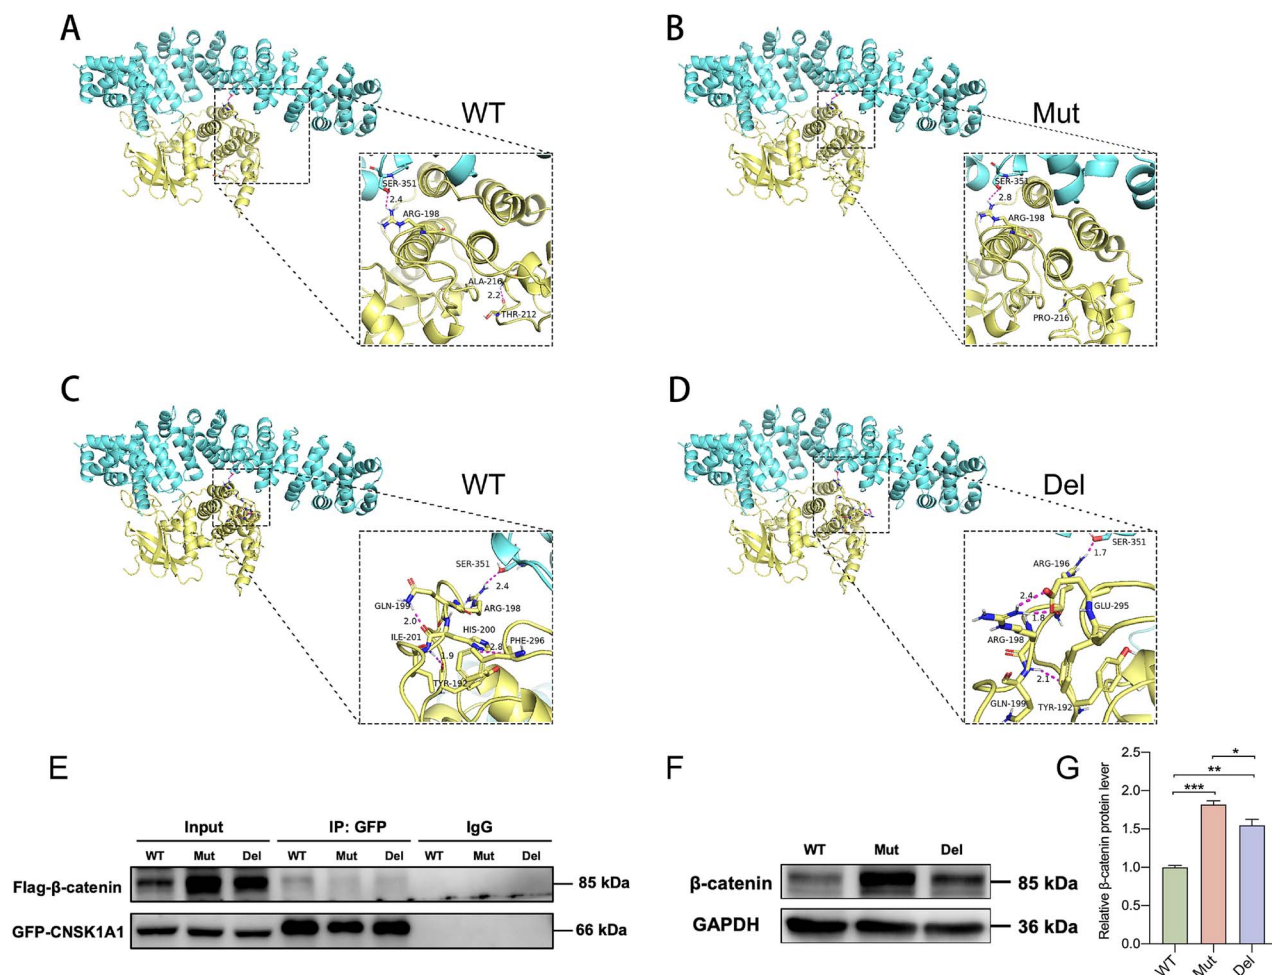 A
B
WT
Mut
SER-351
2.4
ARG-198
ALA-216
2.2
THR-212
SER-351
2.8
ARG-198
PRO-216
C
D
WT
Del
SER-351
2.4
GLN-199
ARG-198
2.0
HIS-200
ILE-201
PHE-296
2.8
1.9
TYR-192
SER-351
1.7
ARG-196
2.4
GLU-295
1.8
ARG-198
2.1
GLN-199
TYR-192
E
Input IP: GFP IgG
WT Mut Del WT Mut Del WT Mut Del
Flag-β-catenin 85 kDa
GFP-CNSK1A1 66 kDa
F
WT Mut Del
β-catenin 85 kDa
GAPDH 36 kDa
G
Relative β-catenin protein lever
2.5
2.0
1.5
1.0
0.5
0.0
*
**
***
WT
Mut
Del